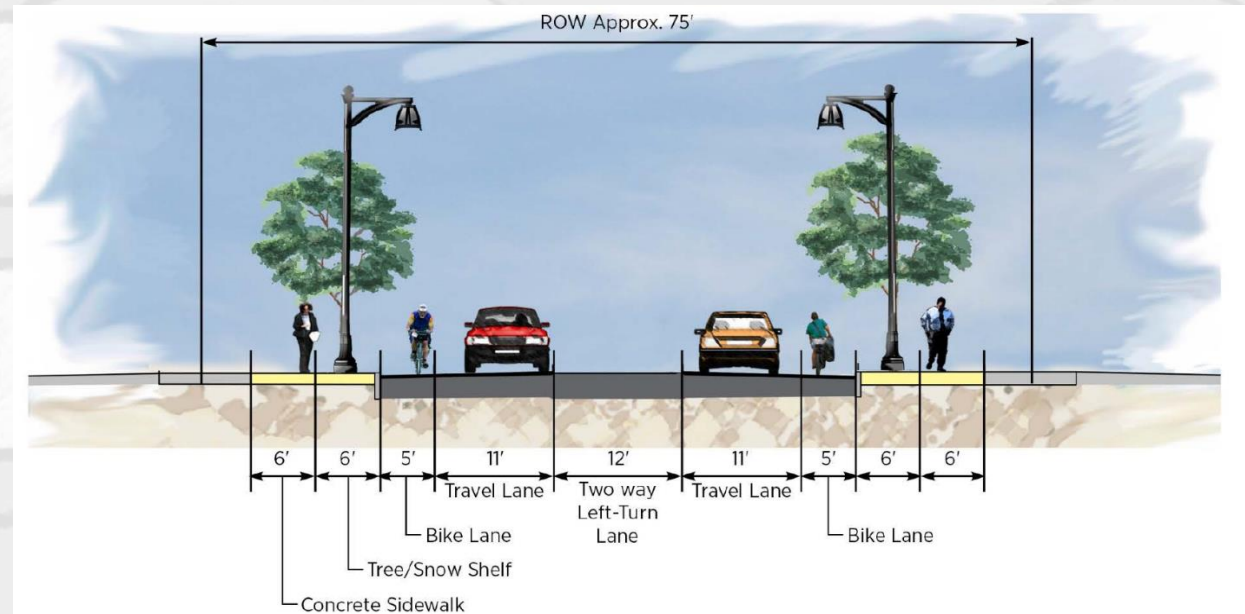 ROW Approx. 75'
6' 6' 5' 11' 12' 11' 5' 6' 6'
Travel Lane
Two way
Left-Turn
Lane
Travel Lane
Bike Lane
Bike Lane
Tree/Snow Shelf
Concrete Sidewalk